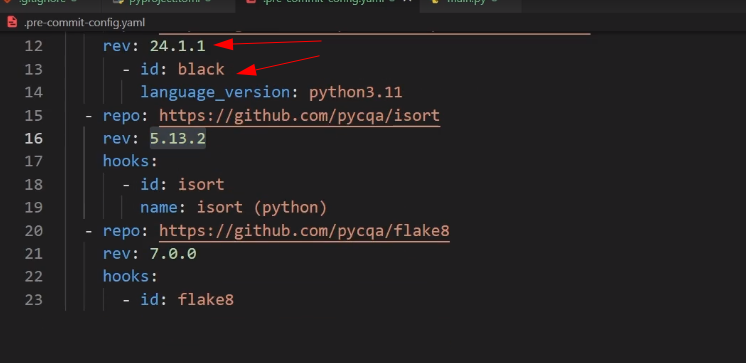 .gitignore pyproject.toml .pre-commit-config.yaml main.py
.pre-commit-config.yaml
12 rev: 24.1.1
13 - id: black
14 language_version: python3.11
15 - repo: https://github.com/pycqa/isort
16 rev: 5.13.2
17 hooks:
18 - id: isort
19 name: isort (python)
20 - repo: https://github.com/pycqa/flake8
21 rev: 7.0.0
22 hooks:
23 - id: flake8